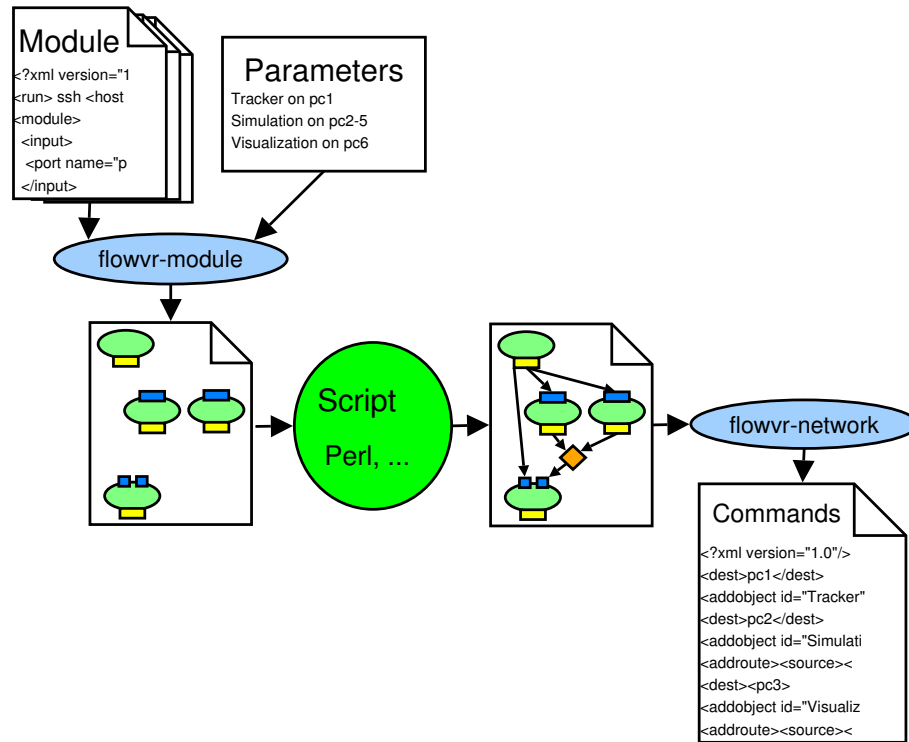 Module
<?xml version="1
<run> ssh <host
<module>
<input>
<port name="p
</input>
Parameters
Tracker on pc1
Simulation on pc2-5
Visualization on pc6
flowvr-module
Script
Perl, ...
flowvr-network
Commands
<?xml version="1.0"/>
<dest>pc1</dest>
<addobject id="Tracker"
<dest>pc2</dest>
<addobject id="Simulati
<addroute><source><
<dest><pc3>
<addobject id="Visualiz
<addroute><source><